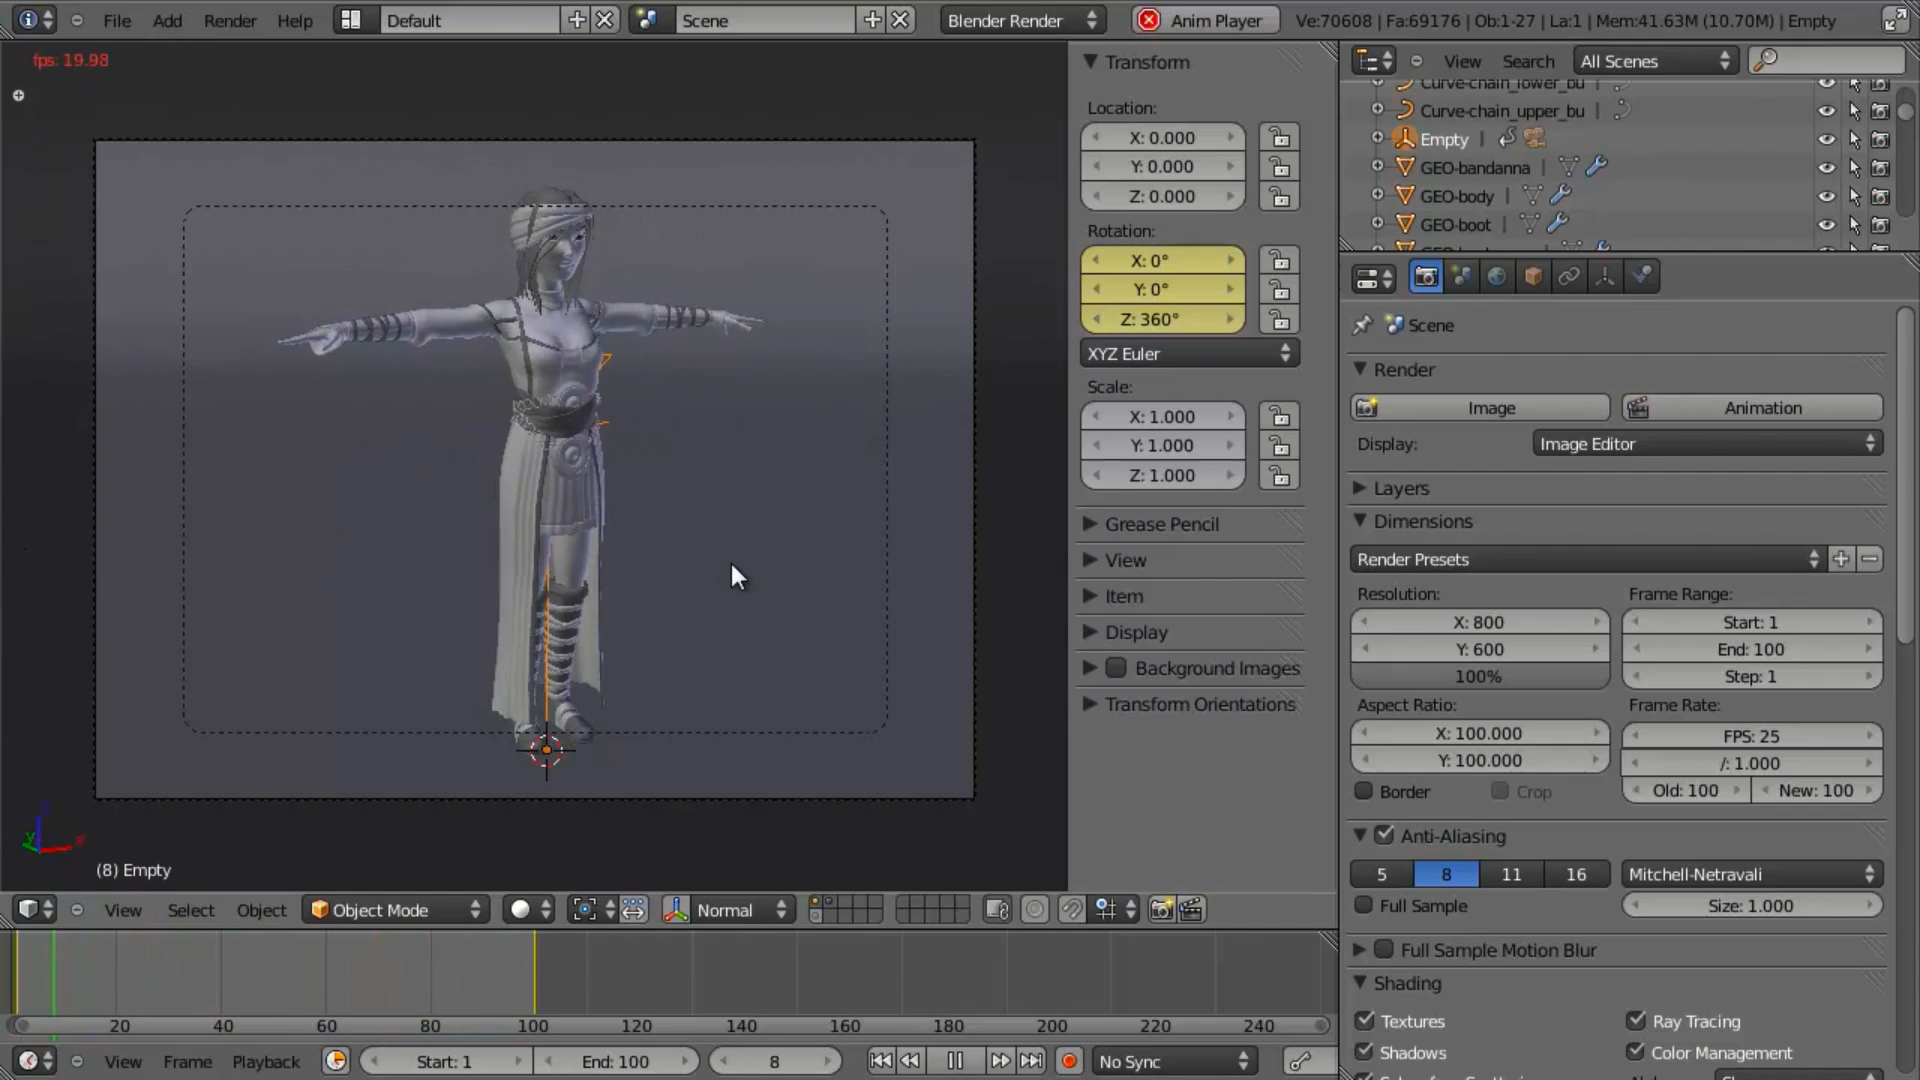 File Add Render Help Default Scene Blender Render Anim Player Ve:70608 | Fa:69176 | Ob:1-27 | La:1 | Mem:41.63M (10.70M) | Empty
fps: 19.98
(8) Empty
Transform
Location:
X: 0.000
Y: 0.000
Z: 0.000
Rotation:
X: 0°
Y: 0°
Z: 360°
XYZ Euler
Scale:
X: 1.000
Y: 1.000
Z: 1.000
Grease Pencil
View
Item
Display
Background Images
Transform Orientations
View Search All Scenes
Curve-chain_lower_bu
Curve-chain_upper_bu
Empty
GEO-bandanna
GEO-body
GEO-boot
Scene
Render
Image Animation
Display: Image Editor
Layers
Dimensions
Render Presets
Resolution: Frame Range:
X: 800 Start: 1
Y: 600 End: 100
100% Step: 1
Aspect Ratio: Frame Rate:
X: 100.000 FPS: 25
Y: 100.000 /: 1.000
Border Crop Old: 100 New: 100
Anti-Aliasing
5 8 11 16 Mitchell-Netravali
Full Sample Size: 1.000
Full Sample Motion Blur
Shading
Textures Ray Tracing
Shadows Color Management
View Select Object Object Mode Normal
20 40 60 80 100 120 140 160 180 200 220 240
View Frame Playback Start: 1 End: 100 8 No Sync